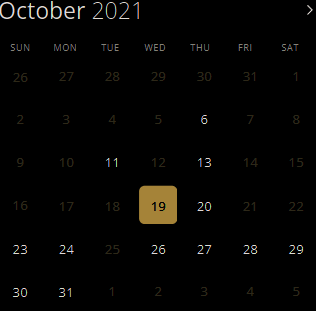 October 2021
SUN MON TUE WED THU FRI SAT
26 27 28 29 30 31 1
2 3 4 5 6 7 8
9 10 11 12 13 14 15
16 17 18 19 20 21 22
23 24 25 26 27 28 29
30 31 1 2 3 4 5